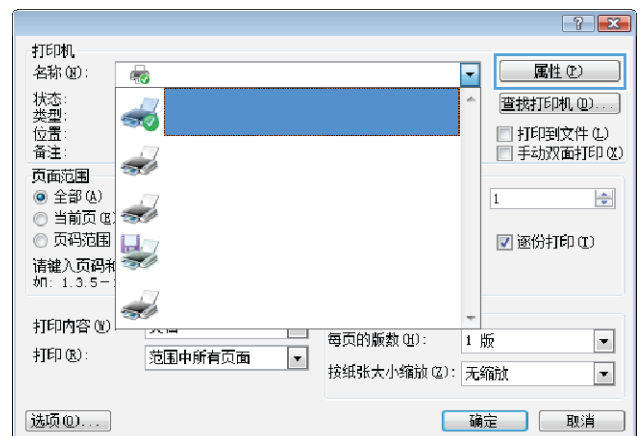 打印机
名称(N):
属性(P)
状态:
类型:
位置:
备注:
查找打印机(D)...
打印到文件(L)
手动双面打印(X)
页面范围
全部(A)
当前页(E)
页码范围
1
逐份打印(T)
请键入页码和
如: 1.3.5-
打印内容(W):
打印(R):
范围中所有页面
每页的版数(H):
1 版
按纸张大小缩放(Z):
无缩放
选项(O)...
确定
取消